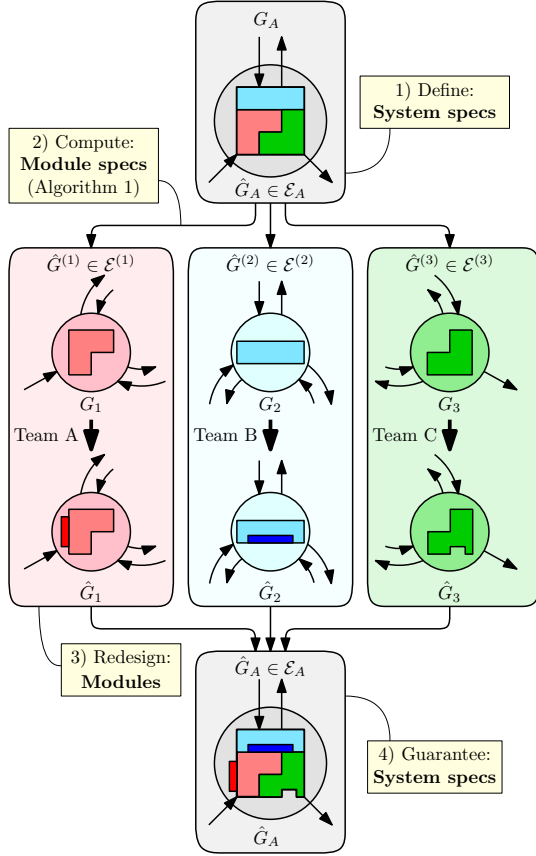 G_A
1) Define:
System specs
2) Compute:
Module specs
(Algorithm 1)
Ĝ_A ∈ ℰ_A
Ĝ^(1) ∈ ℰ^(1)
Ĝ^(2) ∈ ℰ^(2)
Ĝ^(3) ∈ ℰ^(3)
G_1
G_2
G_3
Team A
Team B
Team C
Ĝ_1
Ĝ_2
Ĝ_3
3) Redesign:
Modules
Ĝ_A ∈ ℰ_A
4) Guarantee:
System specs
Ĝ_A